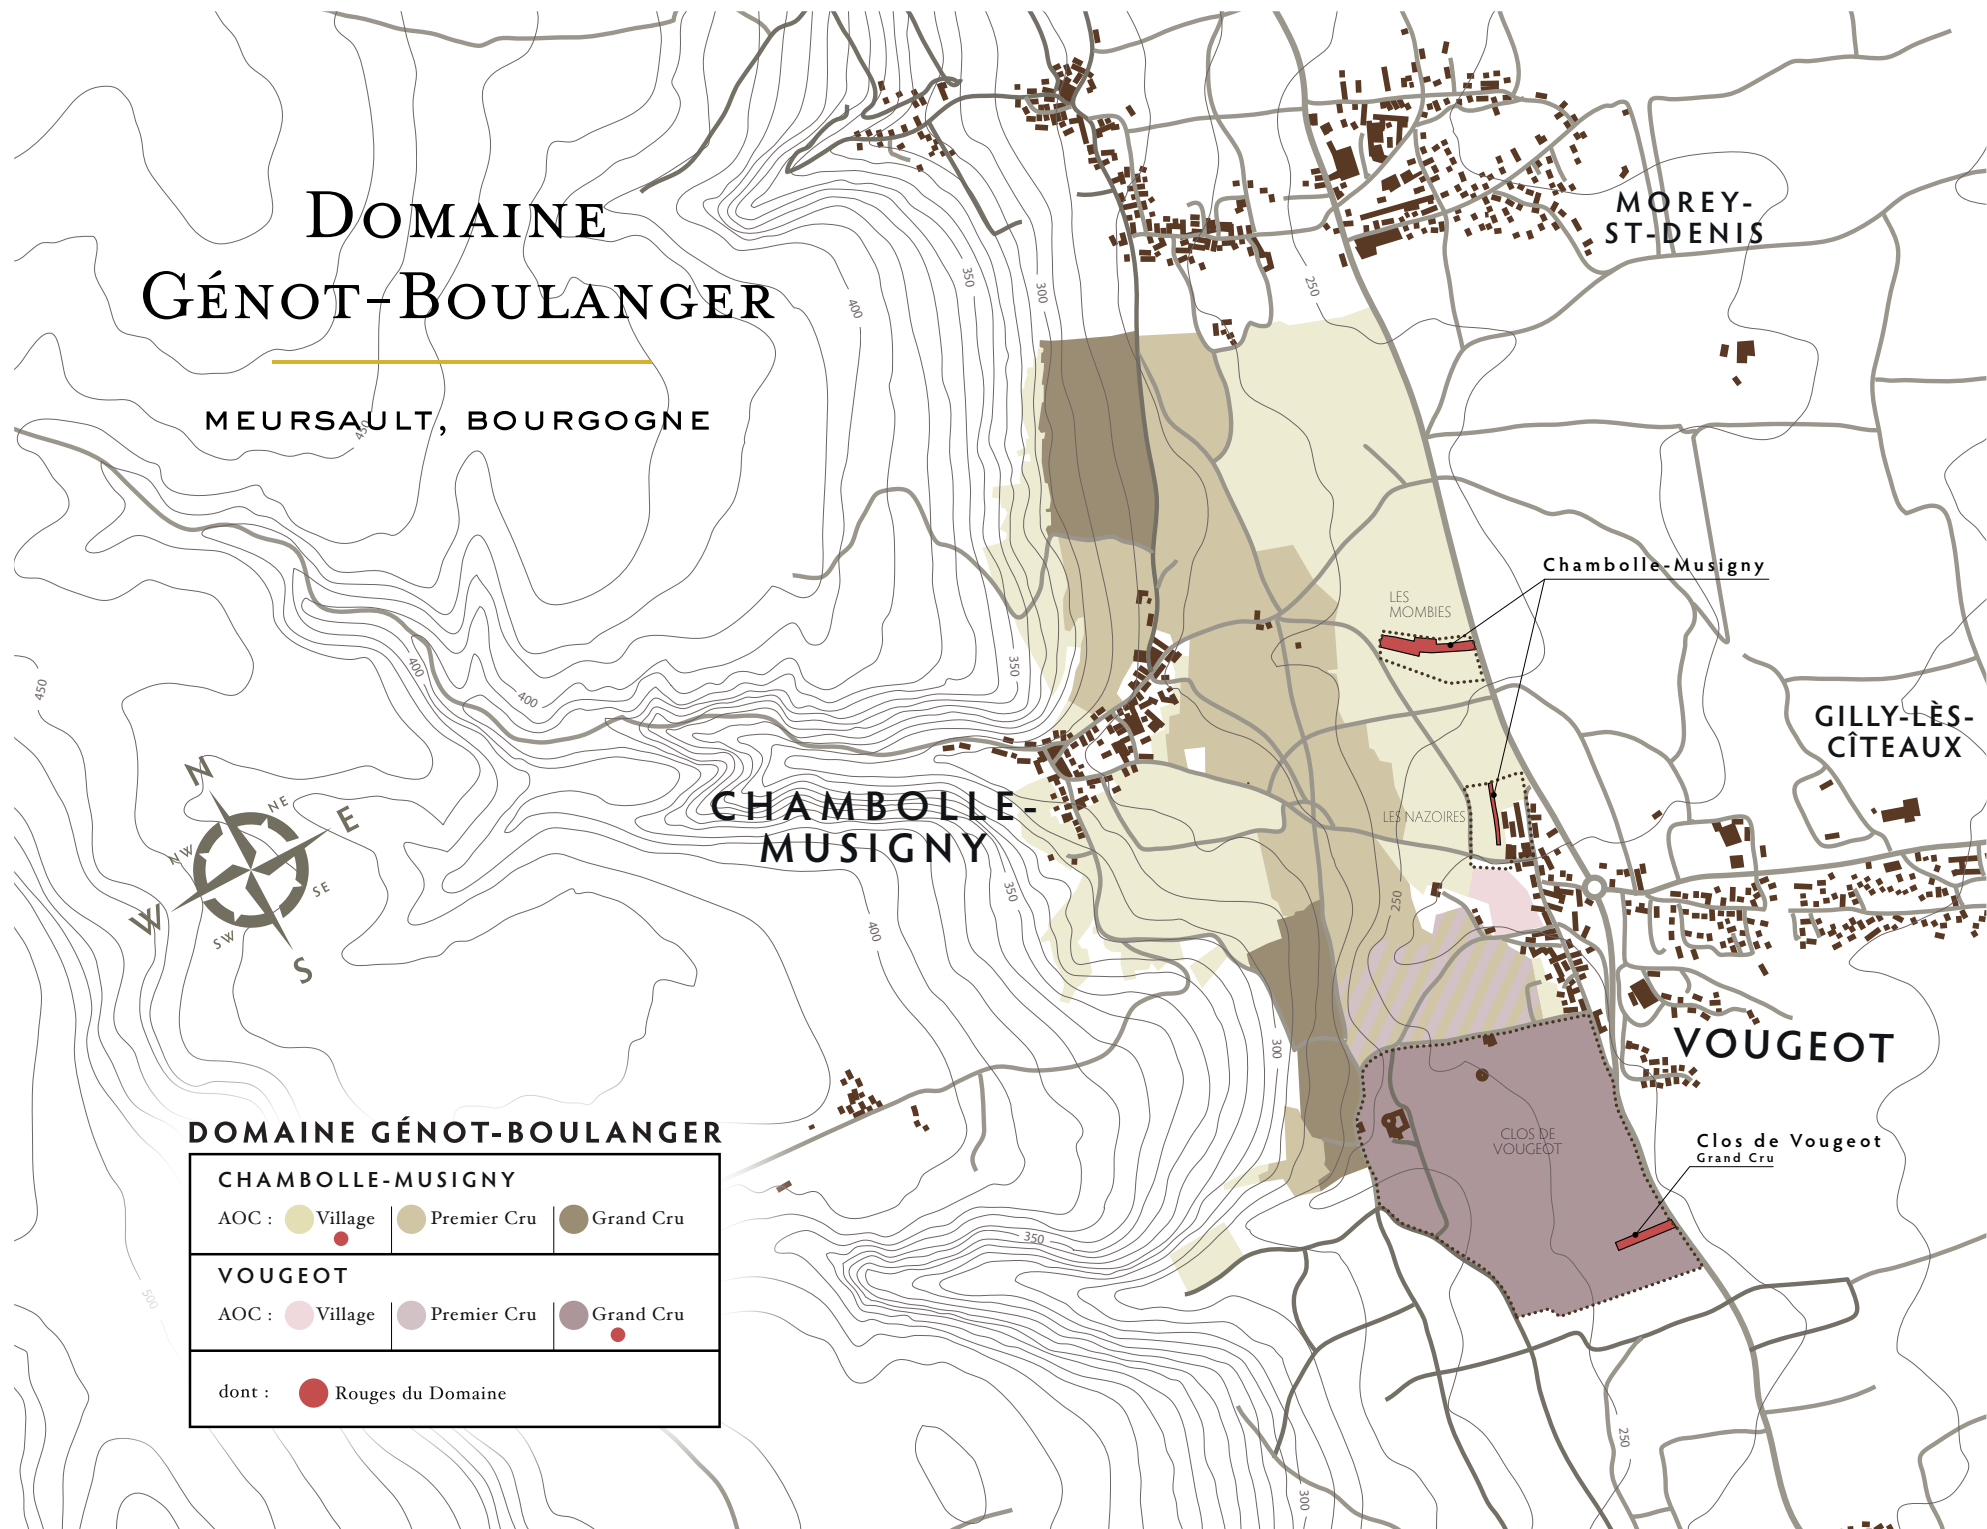 DOMAINE
GÉNOT-BOULANGER
MEURSAULT, BOURGOGNE
MOREY-
ST-DENIS
Chambolle-Musigny
LES
MOMBIES
GILLY-LÈS-
CÎTEAUX
CHAMBOLLE-
MUSIGNY
LES NAZOIRES
VOUGEOT
CLOS DE
VOUGEOT
Clos de Vougeot
Grand Cru
N
NE
E
SE
S
SW
W
NW
450
400
350
300
250
450
400
400
350
350
400
250
300
350
500
250
300
DOMAINE GÉNOT-BOULANGER
CHAMBOLLE-MUSIGNY
AOC : Village Premier Cru Grand Cru
VOUGEOT
AOC : Village Premier Cru Grand Cru
dont : Rouges du Domaine